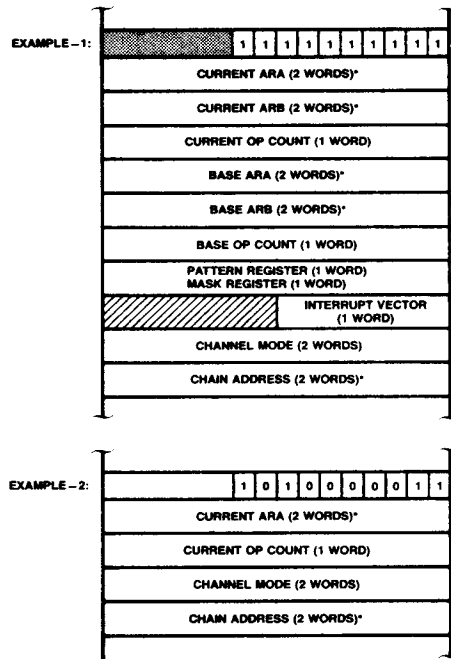 EXAMPLE–1: 1 1 1 1 1 1 1 1 1 1
CURRENT ARA (2 WORDS)*
CURRENT ARB (2 WORDS)*
CURRENT OP COUNT (1 WORD)
BASE ARA (2 WORDS)*
BASE ARB (2 WORDS)*
BASE OP COUNT (1 WORD)
PATTERN REGISTER (1 WORD)
MASK REGISTER (1 WORD)
INTERRUPT VECTOR
(1 WORD)
CHANNEL MODE (2 WORDS)
CHAIN ADDRESS (2 WORDS)*
EXAMPLE–2: 1 0 1 0 0 0 0 0 1 1
CURRENT ARA (2 WORDS)*
CURRENT OP COUNT (1 WORD)
CHANNEL MODE (2 WORDS)
CHAIN ADDRESS (2 WORDS)*